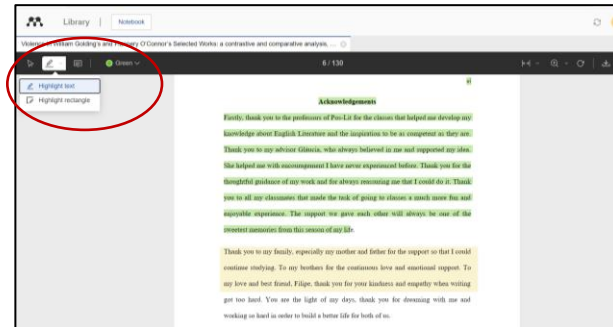 Library | Notebook
Violence in William Golding's and Flannery O'Connor's Selected Works: a contrastive and comparative analysis, ...
Green 6 / 130
Highlight text
Highlight rectangle
Acknowledgements
Firstly, thank you to the professors of Pos-Lit for the classes that helped me develop my
knowledge about English Literature and the inspiration to be as competent as they are.
Thank you to my advisor Gláucia, who always believed in me and supported my idea.
She helped me with encouragement I have never experienced before. Thank you for the
thoughtful guidance of my work and for always reassuring me that I could do it. Thank
you to all my classmates that made the task of going to classes a much more fun and
enjoyable experience. The support we gave each other will always be one of the
sweetest memories from this season of my life.
Thank you to my family, especially my mother and father for the support so that I could
continue studying. To my brothers for the continuous love and emotional support. To
my love and best friend, Filipe, thank you for your kindness and empathy when writing
got too hard. You are the light of my days, thank you for dreaming with me and
working so hard in order to build a better life for both of us.